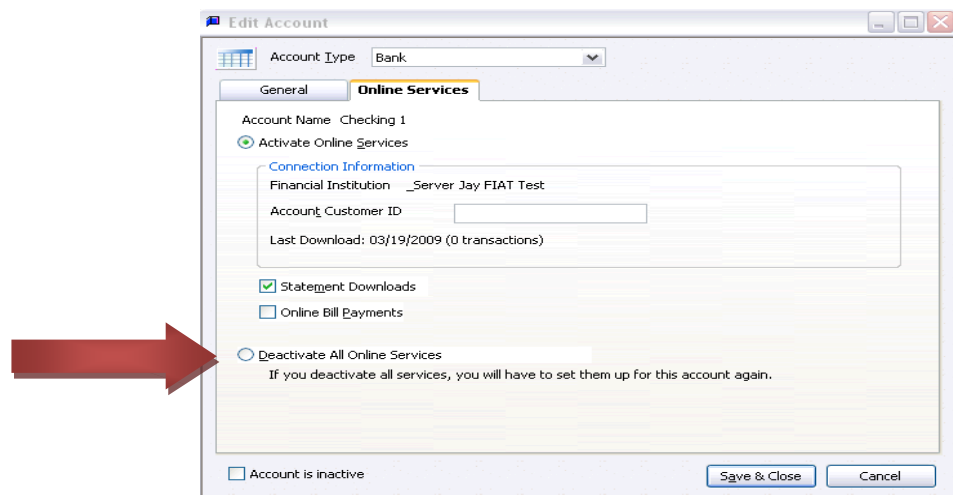 Edit Account
Account Type Bank
General Online Services
Account Name Checking 1
Activate Online Services
Connection Information
Financial Institution _Server Jay FIAT Test
Account Customer ID
Last Download: 03/19/2009 (0 transactions)
Statement Downloads
Online Bill Payments
Deactivate All Online Services
If you deactivate all services, you will have to set them up for this account again.
Account is inactive Save & Close Cancel